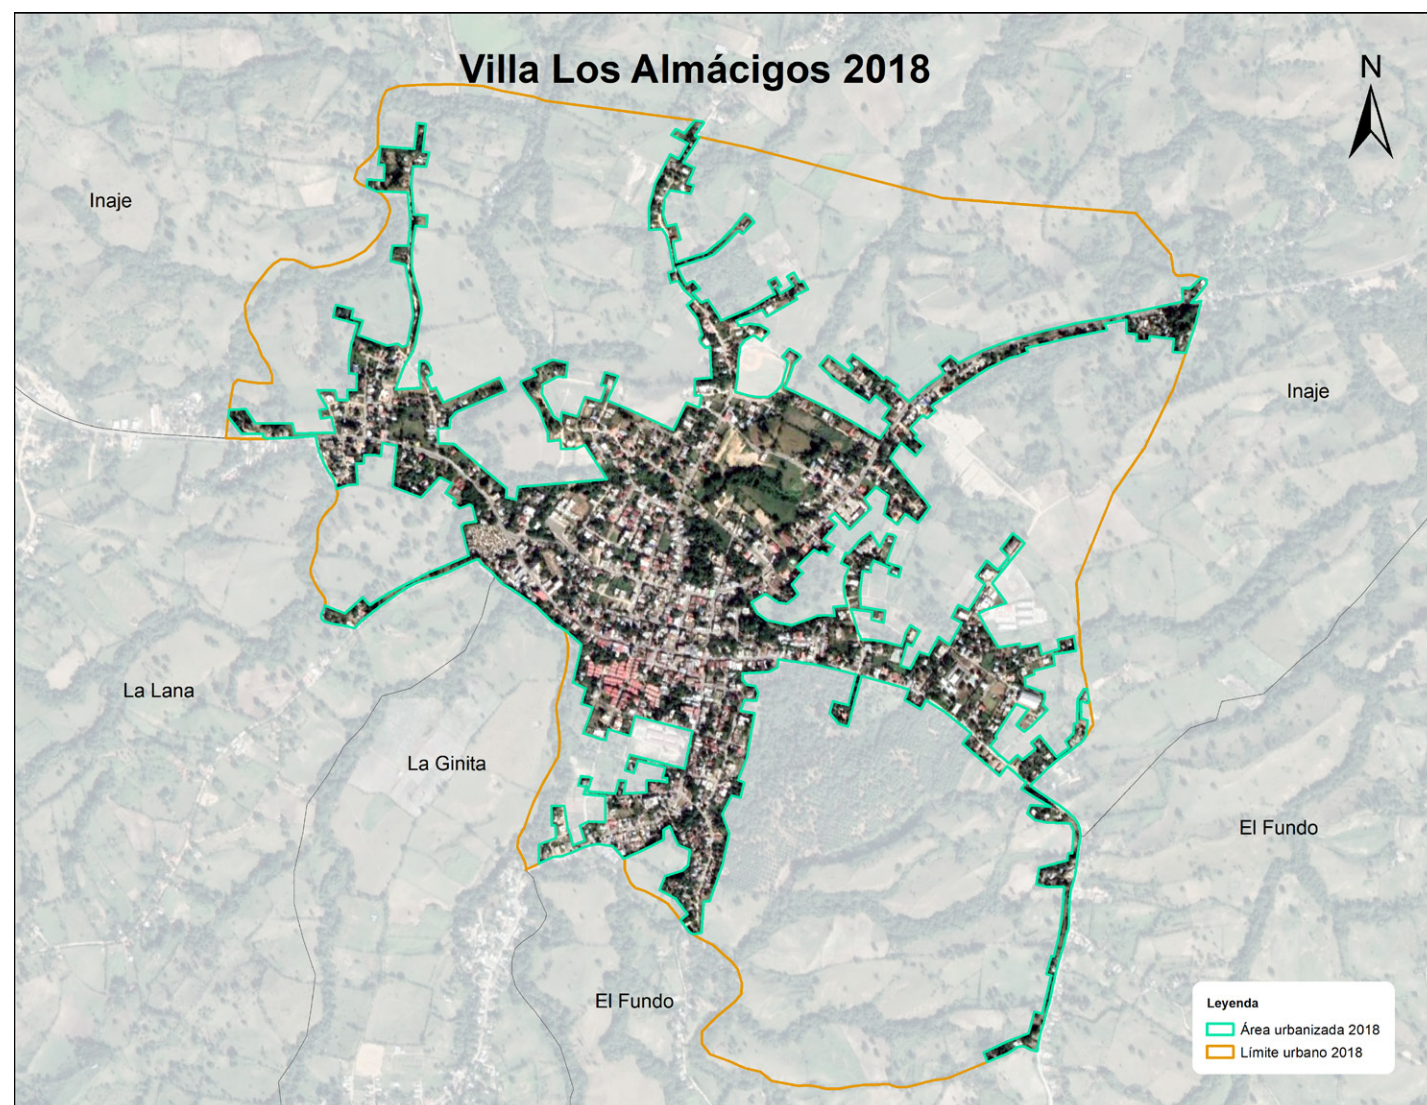 Villa Los Almácigos 2018
N
Inaje
Inaje
La Lana
La Ginita
El Fundo
El Fundo
Leyenda
Área urbanizada 2018
Límite urbano 2018